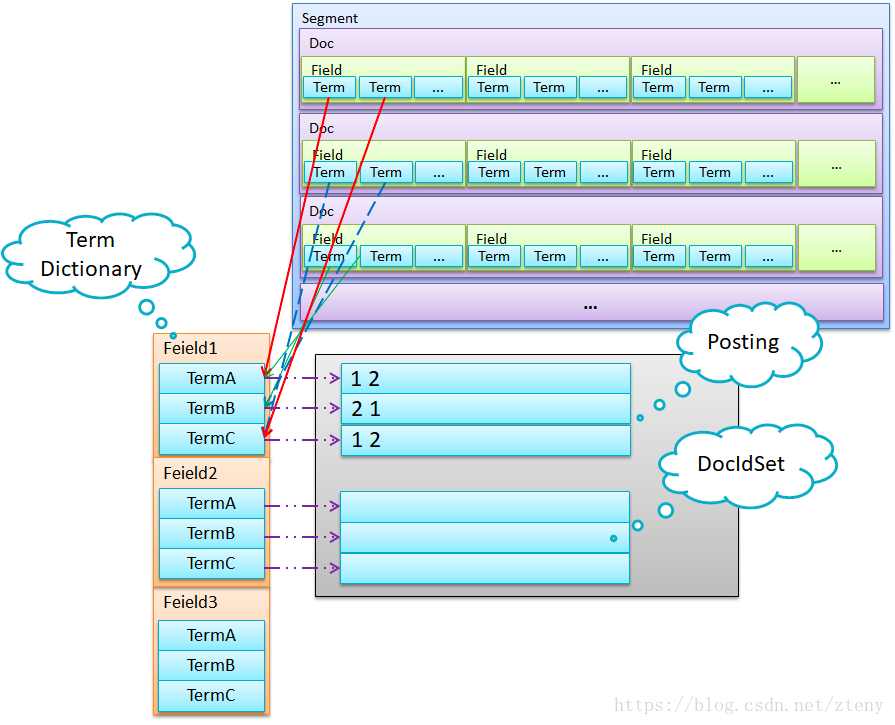 Segment
Doc
Field Field Field
Term Term ... Term Term ... Term Term ... ...
Doc
Field Field Field
Term Term ... Term Term ... Term Term ... ...
Doc
Field Field Field
Term Term ... Term Term ... Term Term ... ...
...
Term
Dictionary
Feield1
TermA
TermB
TermC
Feield2
TermA
TermB
TermC
Feield3
TermA
TermB
TermC
1 2
2 1
1 2
Posting
DocIdSet
https://blog.csdn.net/zteny